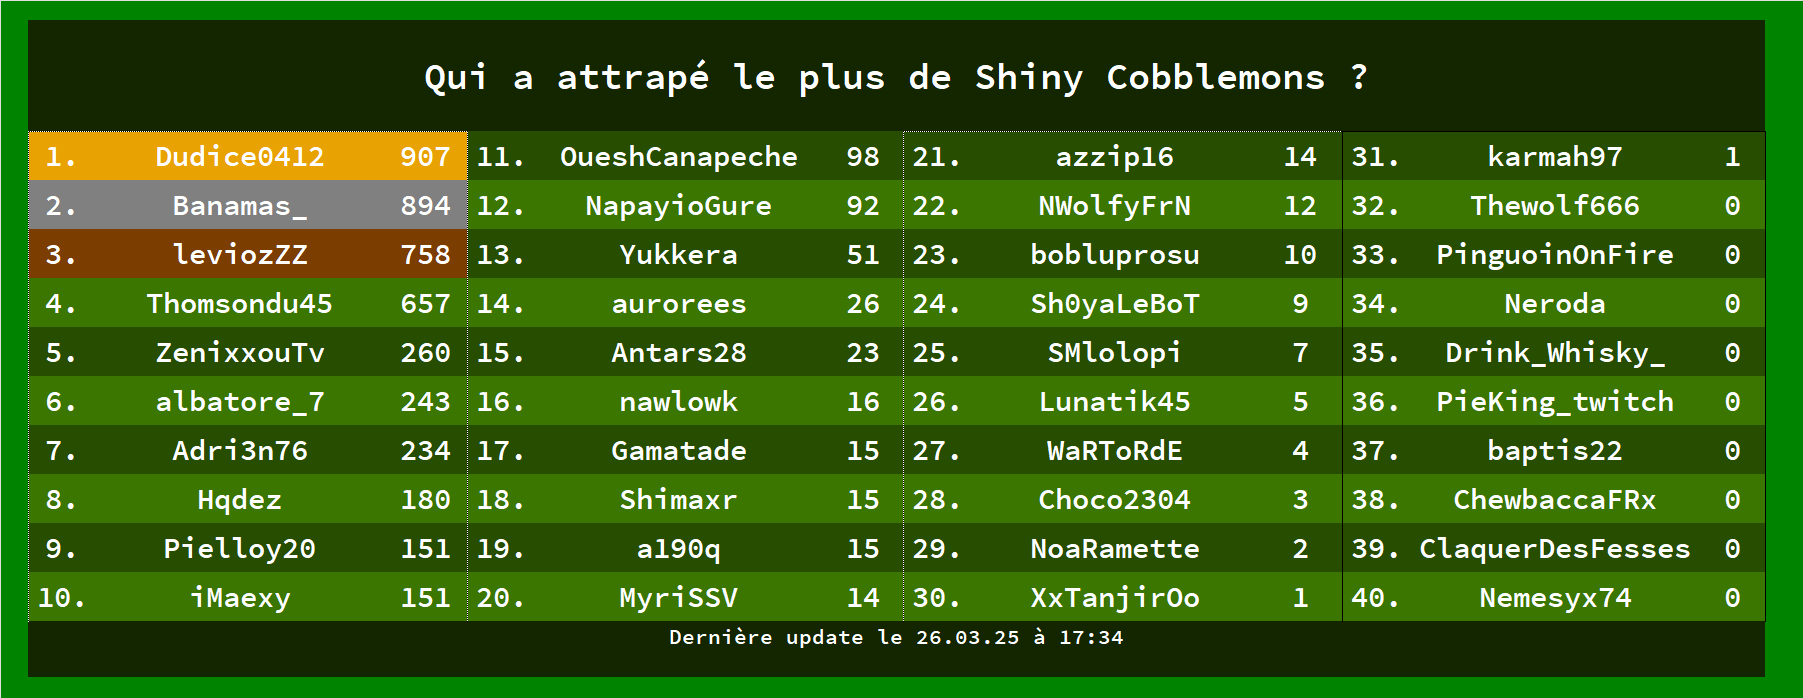 Qui a attrapé le plus de Shiny Cobblemons ?
1. Dudice0412 907 11. OueshCanapeche 98 21. azzip16 14 31. karmah97 1
2. Banamas_ 894 12. NapayioGure 92 22. NWolfyFrN 12 32. Thewolf666 0
3. leviozZZ 758 13. Yukkera 51 23. bobluprosu 10 33. PinguoinOnFire 0
4. Thomsondu45 657 14. aurorees 26 24. Sh0yaLeBoT 9 34. Neroda 0
5. ZenixxouTv 260 15. Antars28 23 25. SMlolopi 7 35. Drink_Whisky_ 0
6. albatore_7 243 16. nawlowk 16 26. Lunatik45 5 36. PieKing_twitch 0
7. Adri3n76 234 17. Gamatade 15 27. WaRToRdE 4 37. baptis22 0
8. Hqdez 180 18. Shimaxr 15 28. Choco2304 3 38. ChewbaccaFRx 0
9. Pielloy20 151 19. al90q 15 29. NoaRamette 2 39. ClaquerDesFesses 0
10. iMaexy 151 20. MyriSSV 14 30. XxTanjirOo 1 40. Nemesyx74 0
Dernière update le 26.03.25 à 17:34